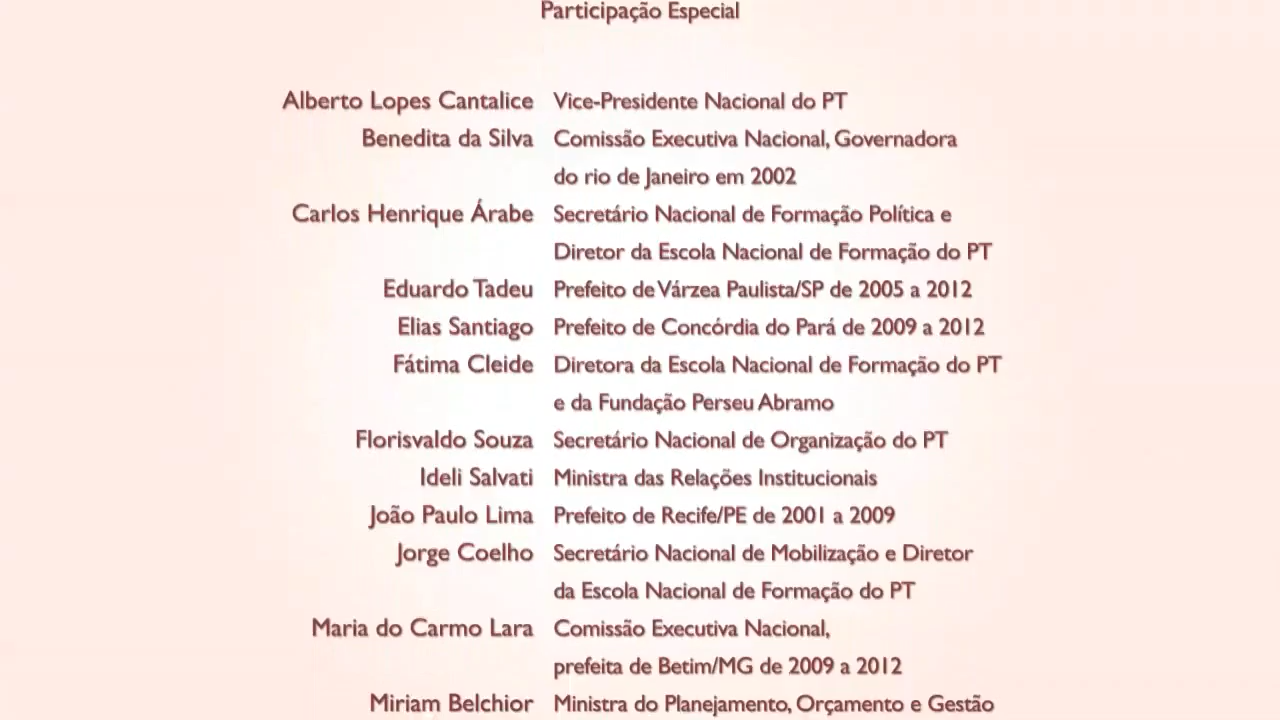 Participação Especial
Alberto Lopes Cantalice Vice-Presidente Nacional do PT
Benedita da Silva Comissão Executiva Nacional, Governadora
do rio de Janeiro em 2002
Carlos Henrique Árabe Secretário Nacional de Formação Política e
Diretor da Escola Nacional de Formação do PT
Eduardo Tadeu Prefeito de Várzea Paulista/SP de 2005 a 2012
Elias Santiago Prefeito de Concórdia do Pará de 2009 a 2012
Fátima Cleide Diretora da Escola Nacional de Formação do PT
e da Fundação Perseu Abramo
Florisvaldo Souza Secretário Nacional de Organização do PT
Ideli Salvati Ministra das Relações Institucionais
João Paulo Lima Prefeito de Recife/PE de 2001 a 2009
Jorge Coelho Secretário Nacional de Mobilização e Diretor
da Escola Nacional de Formação do PT
Maria do Carmo Lara Comissão Executiva Nacional,
prefeita de Betim/MG de 2009 a 2012
Miriam Belchior Ministra do Planejamento, Orçamento e Gestão